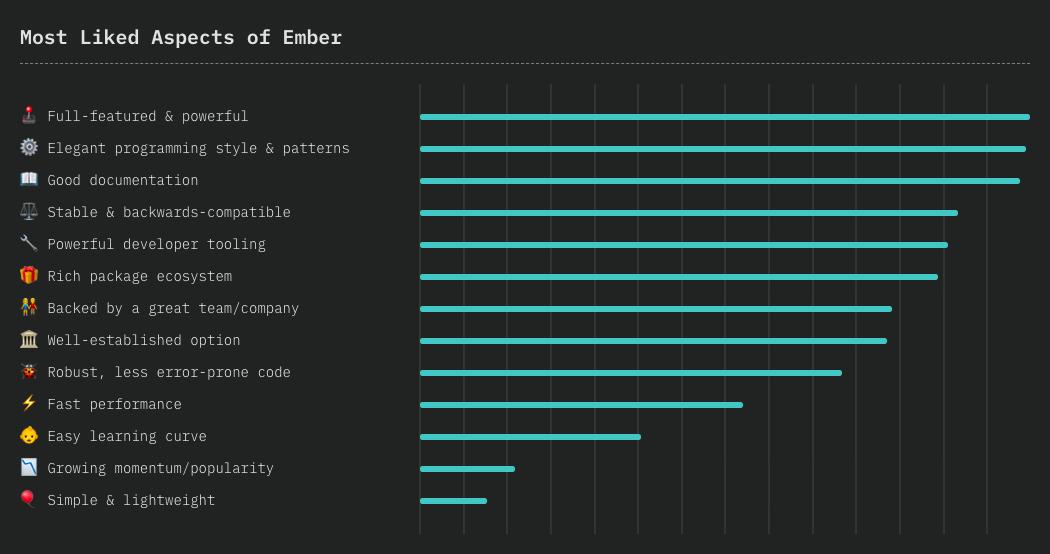 Most Liked Aspects of Ember
Full-featured & powerful
Elegant programming style & patterns
Good documentation
Stable & backwards-compatible
Powerful developer tooling
Rich package ecosystem
Backed by a great team/company
Well-established option
Robust, less error-prone code
Fast performance
Easy learning curve
Growing momentum/popularity
Simple & lightweight